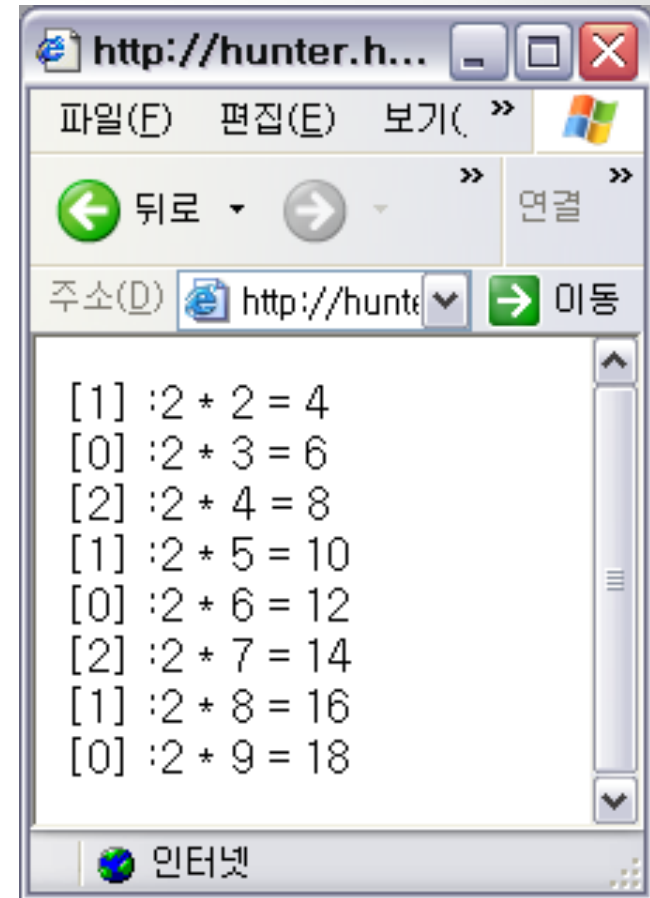 http://hunter.h...
파일(F) 편집(E) 보기( »
뒤로 » 연결 »
주소(D) http://hunte 이동
[1] :2 * 2 = 4
[0] :2 * 3 = 6
[2] :2 * 4 = 8
[1] :2 * 5 = 10
[0] :2 * 6 = 12
[2] :2 * 7 = 14
[1] :2 * 8 = 16
[0] :2 * 9 = 18
인터넷